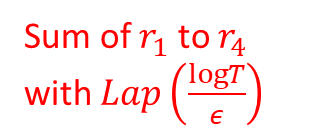 Sum of r₁ to r₄
with Lap (logT/ϵ)